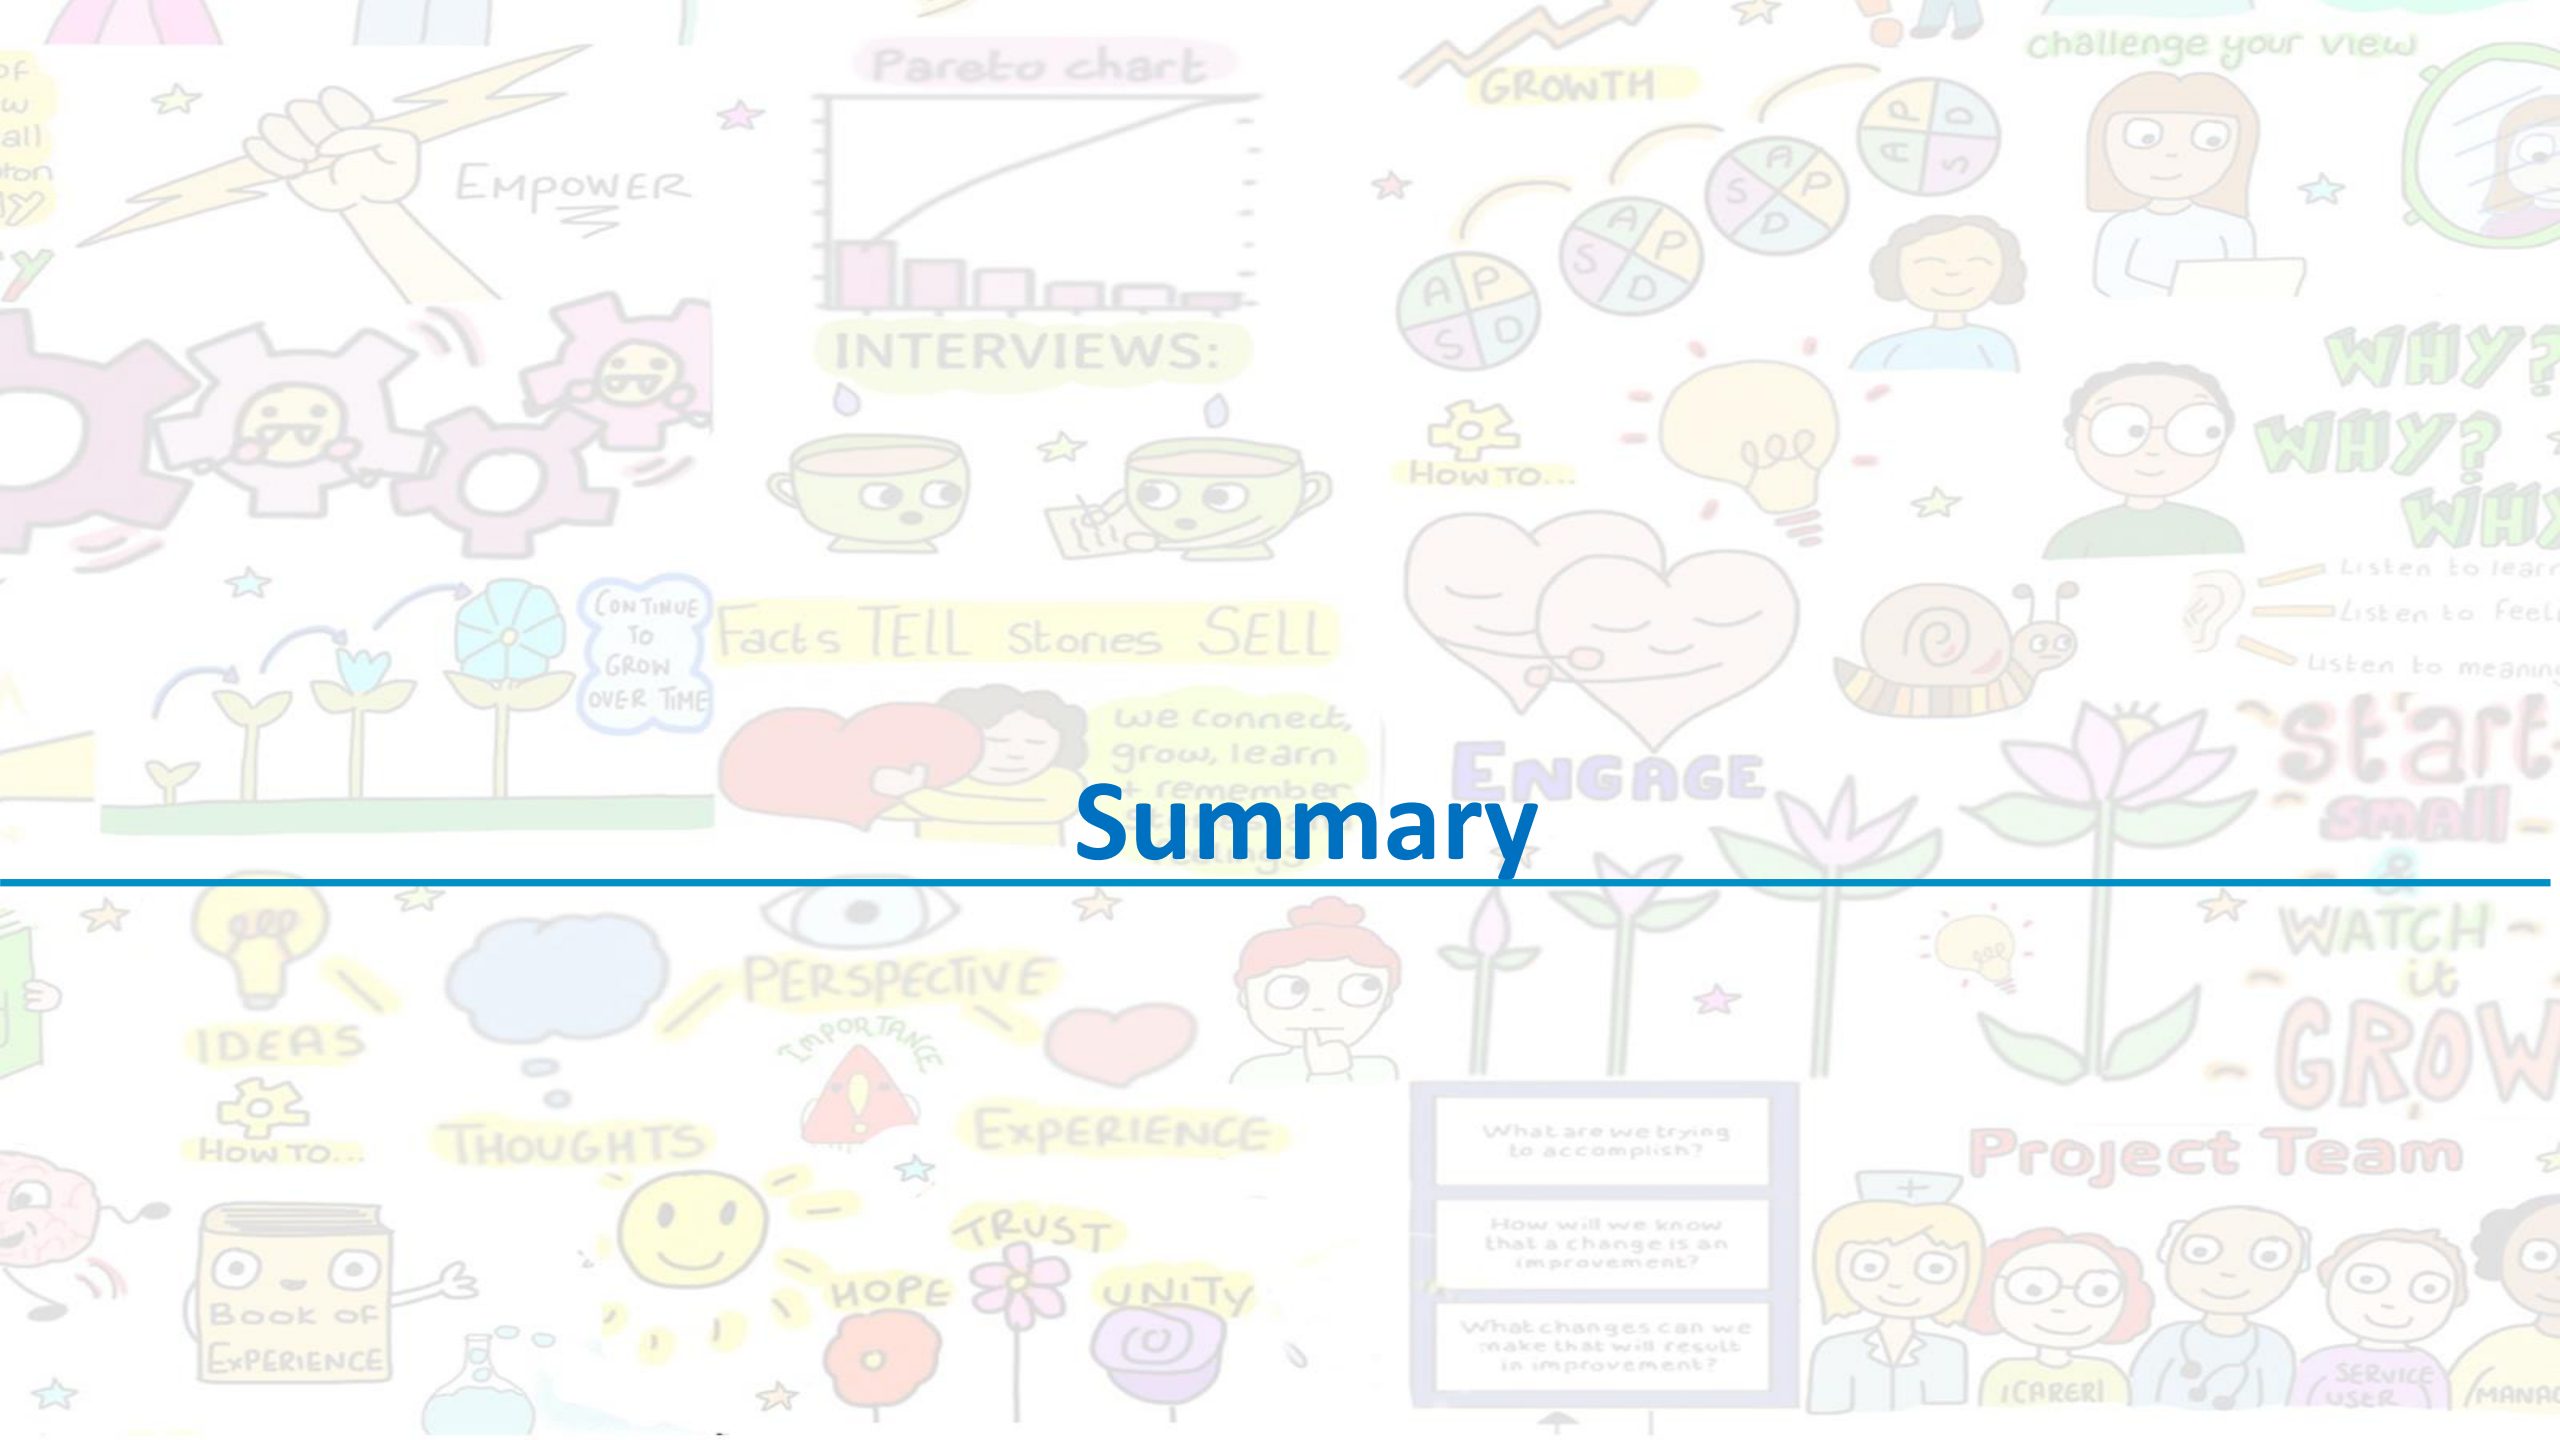 challenge your view
of
w
all
Pareto chart
GROWTH
EMPOWER
A P S D
A P S D
A P S D
A P S D
INTERVIEWS:
WHY?
WHY?
HOW TO...
CONTINUE
TO
GROW
OVER TIME
Facts TELL Stories SELL
Listen to
Listen to
Listen to
we connect,
grow, learn
+ remember
ENGAGE
start
small
&
WATCH
it
GROW
Summary
IDEAS
HOW TO...
THOUGHTS
PERSPECTIVE
IMPORTANCE
EXPERIENCE
BOOK OF
EXPERIENCE
TRUST
HOPE
UNITY
What are we trying
to accomplish?
How will we know
that a change is an
improvement?
What changes can we
make that will result
in improvement?
Project Team
CARER
SERVICE
USER